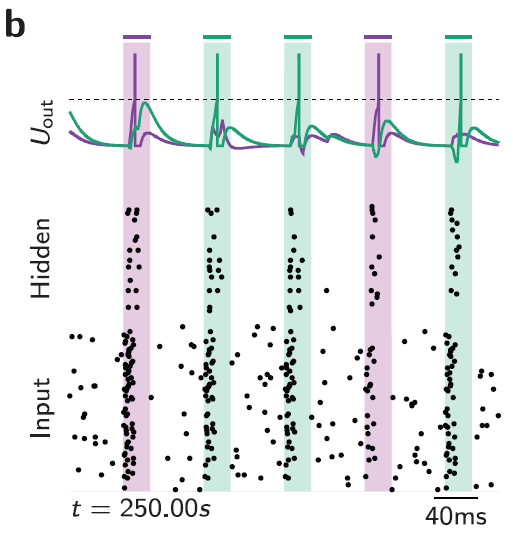 b
U_out
Hidden
Input
t = 250.00s
40ms